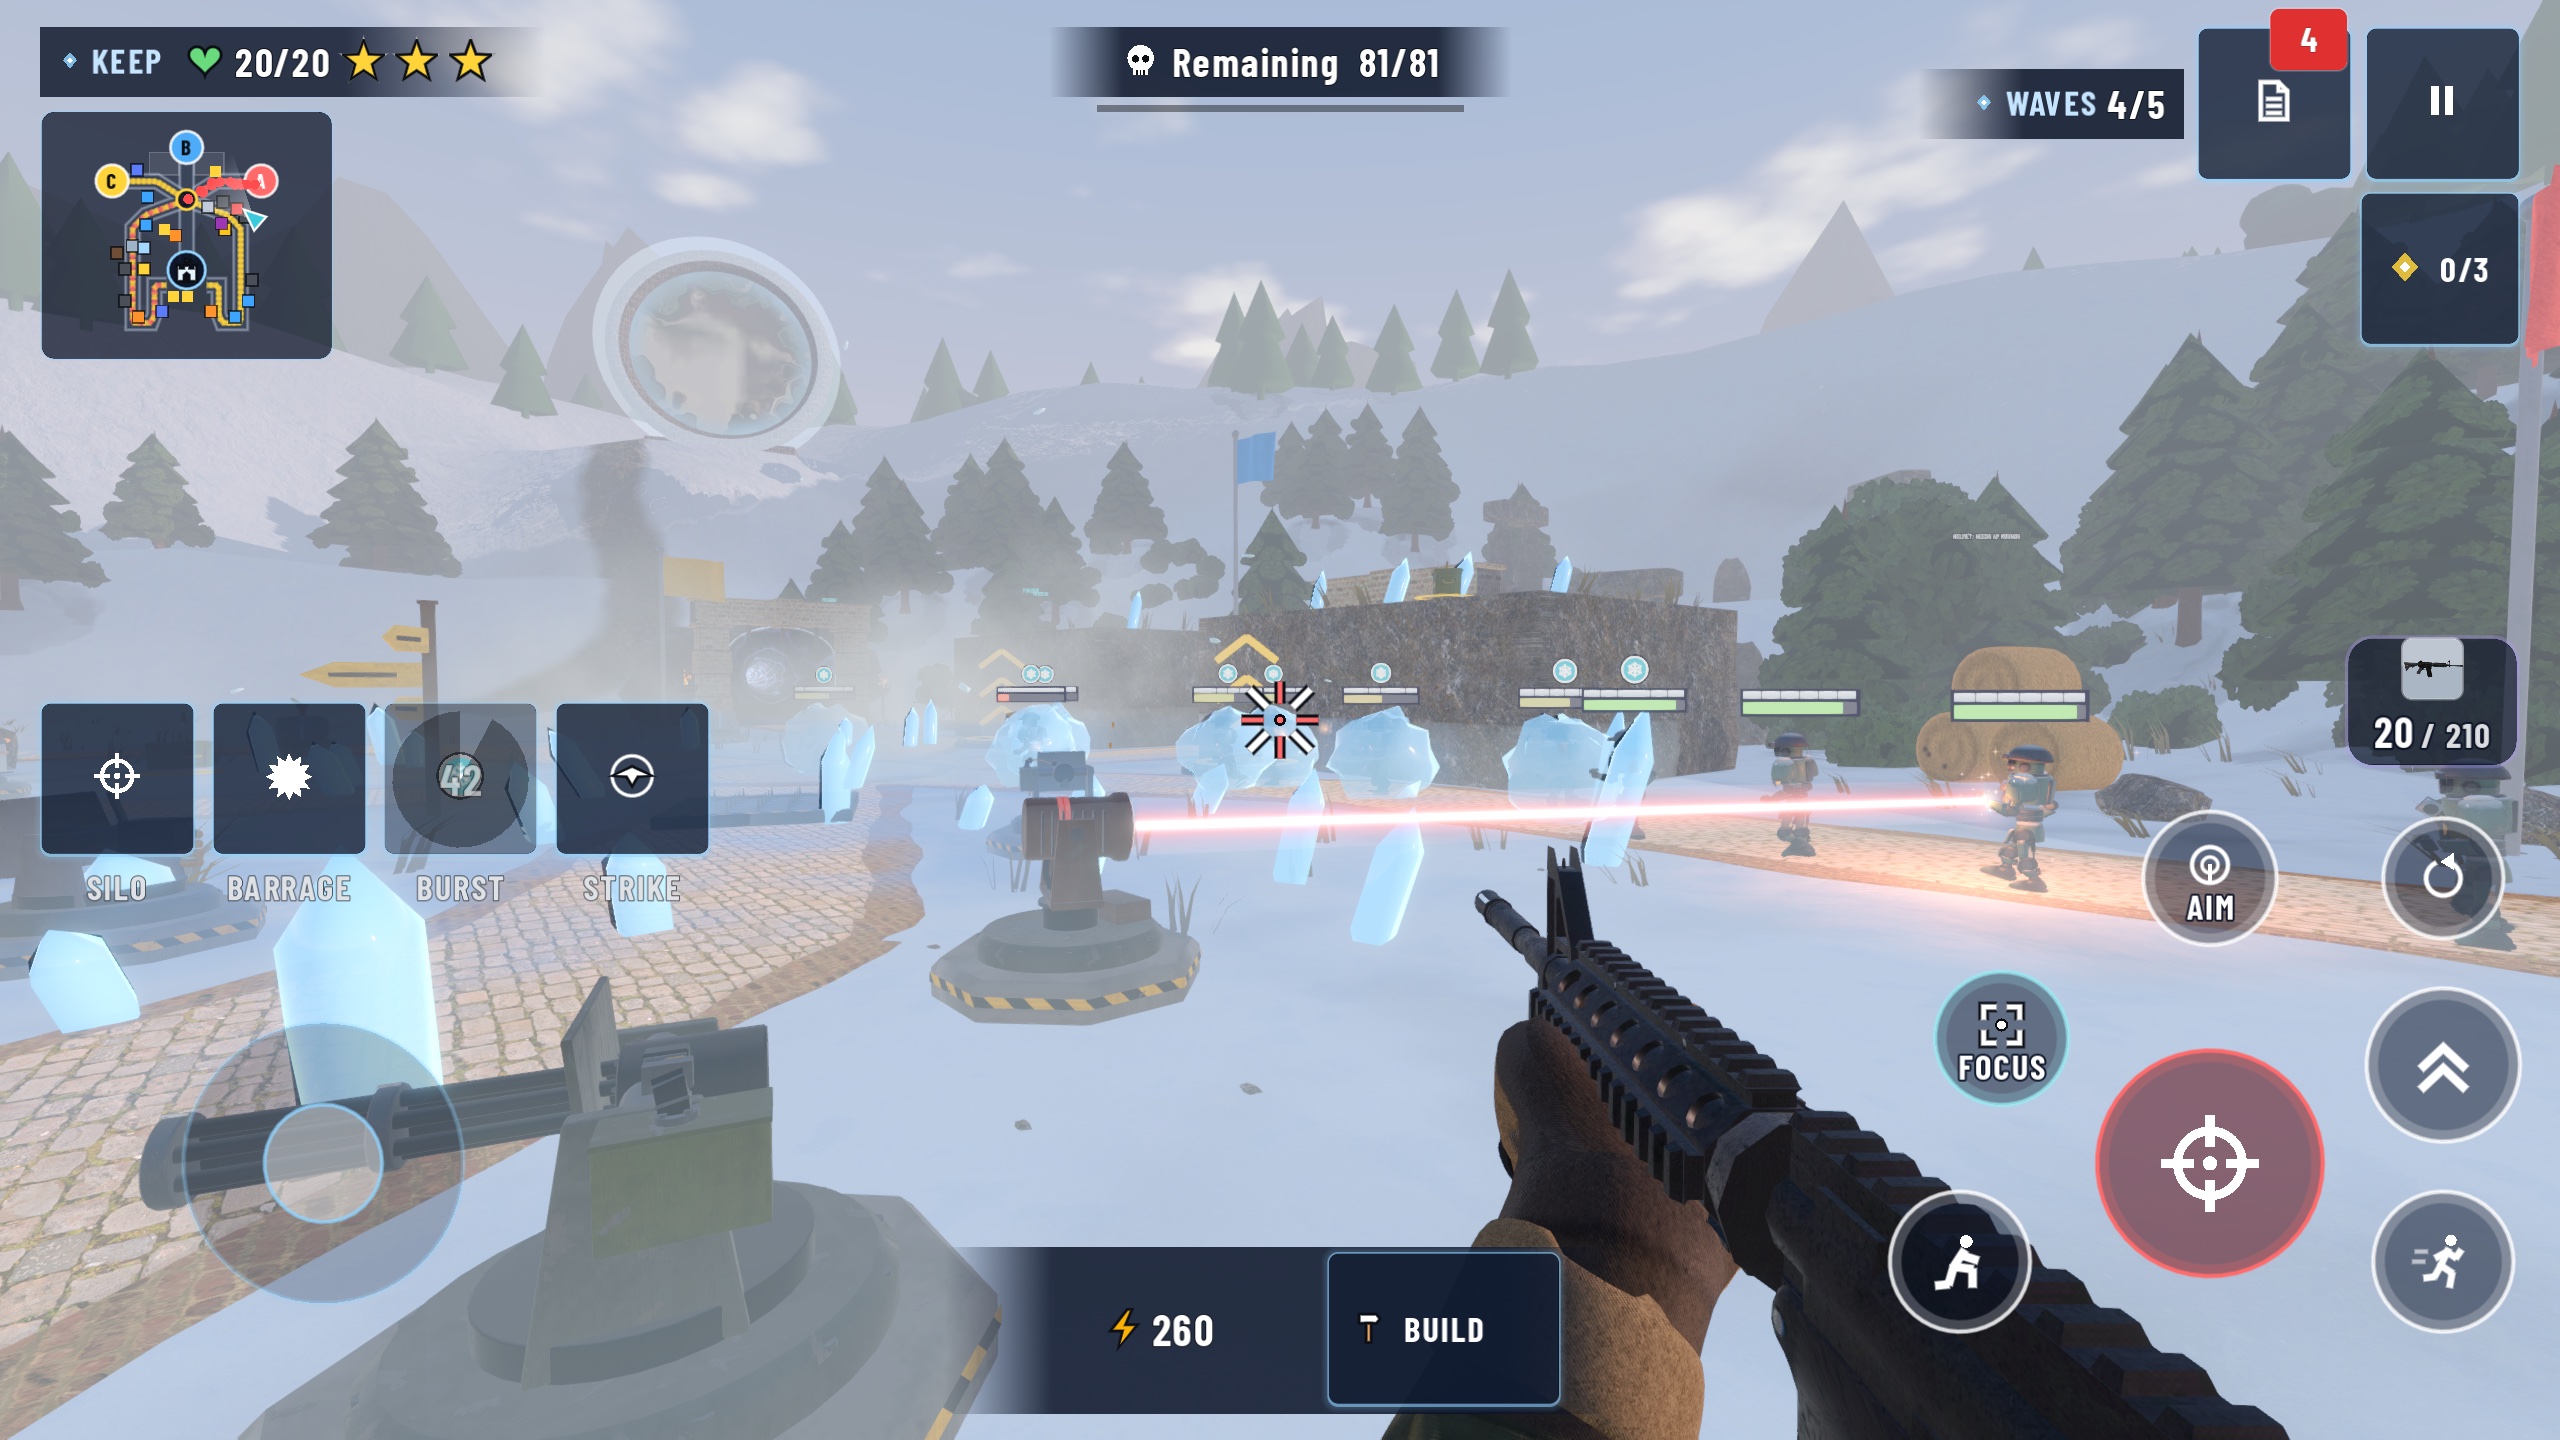 KEEP 20/20
Remaining 81/81
WAVES 4/5
4
B
C
A
0/3
20 / 210
42
SILO
BARRAGE
BURST
STRIKE
AIM
FOCUS
260
BUILD